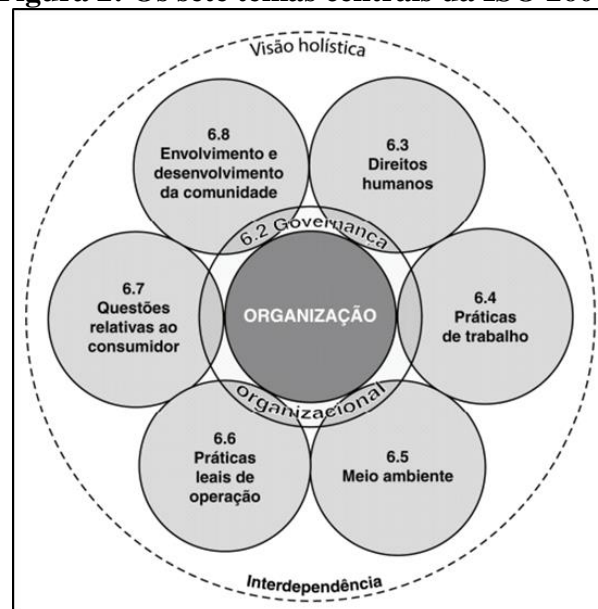 Figura 2: Os sete temas centrais da ISO 260
Visão holística
6.8
Envolvimento e
desenvolvimento
da comunidade
6.3
Direitos
humanos
6.2 Governança
organizacional
ORGANIZAÇÃO
6.7
Questões
relativas ao
consumidor
6.4
Práticas
de trabalho
6.6
Práticas
leais de
operação
6.5
Meio ambiente
Interdependência